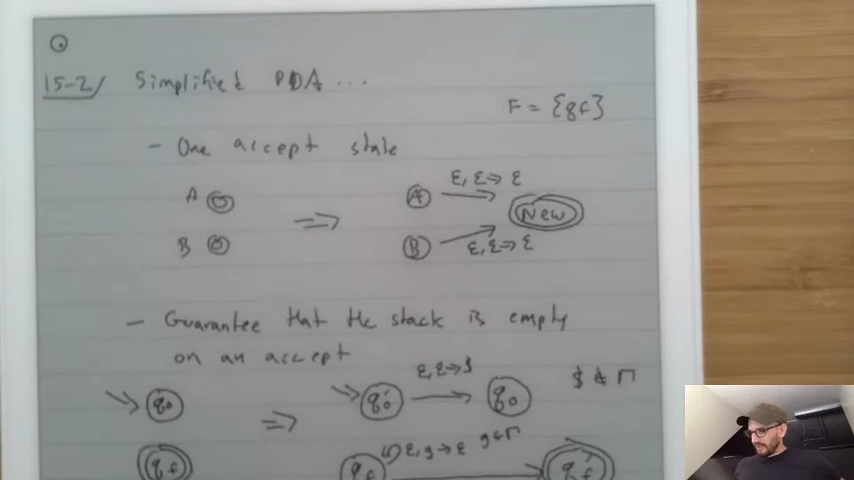 15-2/ Simplified PDA...
F = {qf}
- One accept state
A ⇒ A ε, ε → ε New
B B ε, ε → ε
- Guarantee that the stack is empty
on an accept
ε, ε → $ $ ∉ Γ
q0 ⇒ q0' q0
qf qf ε, g → ε g ∈ Γ qf'